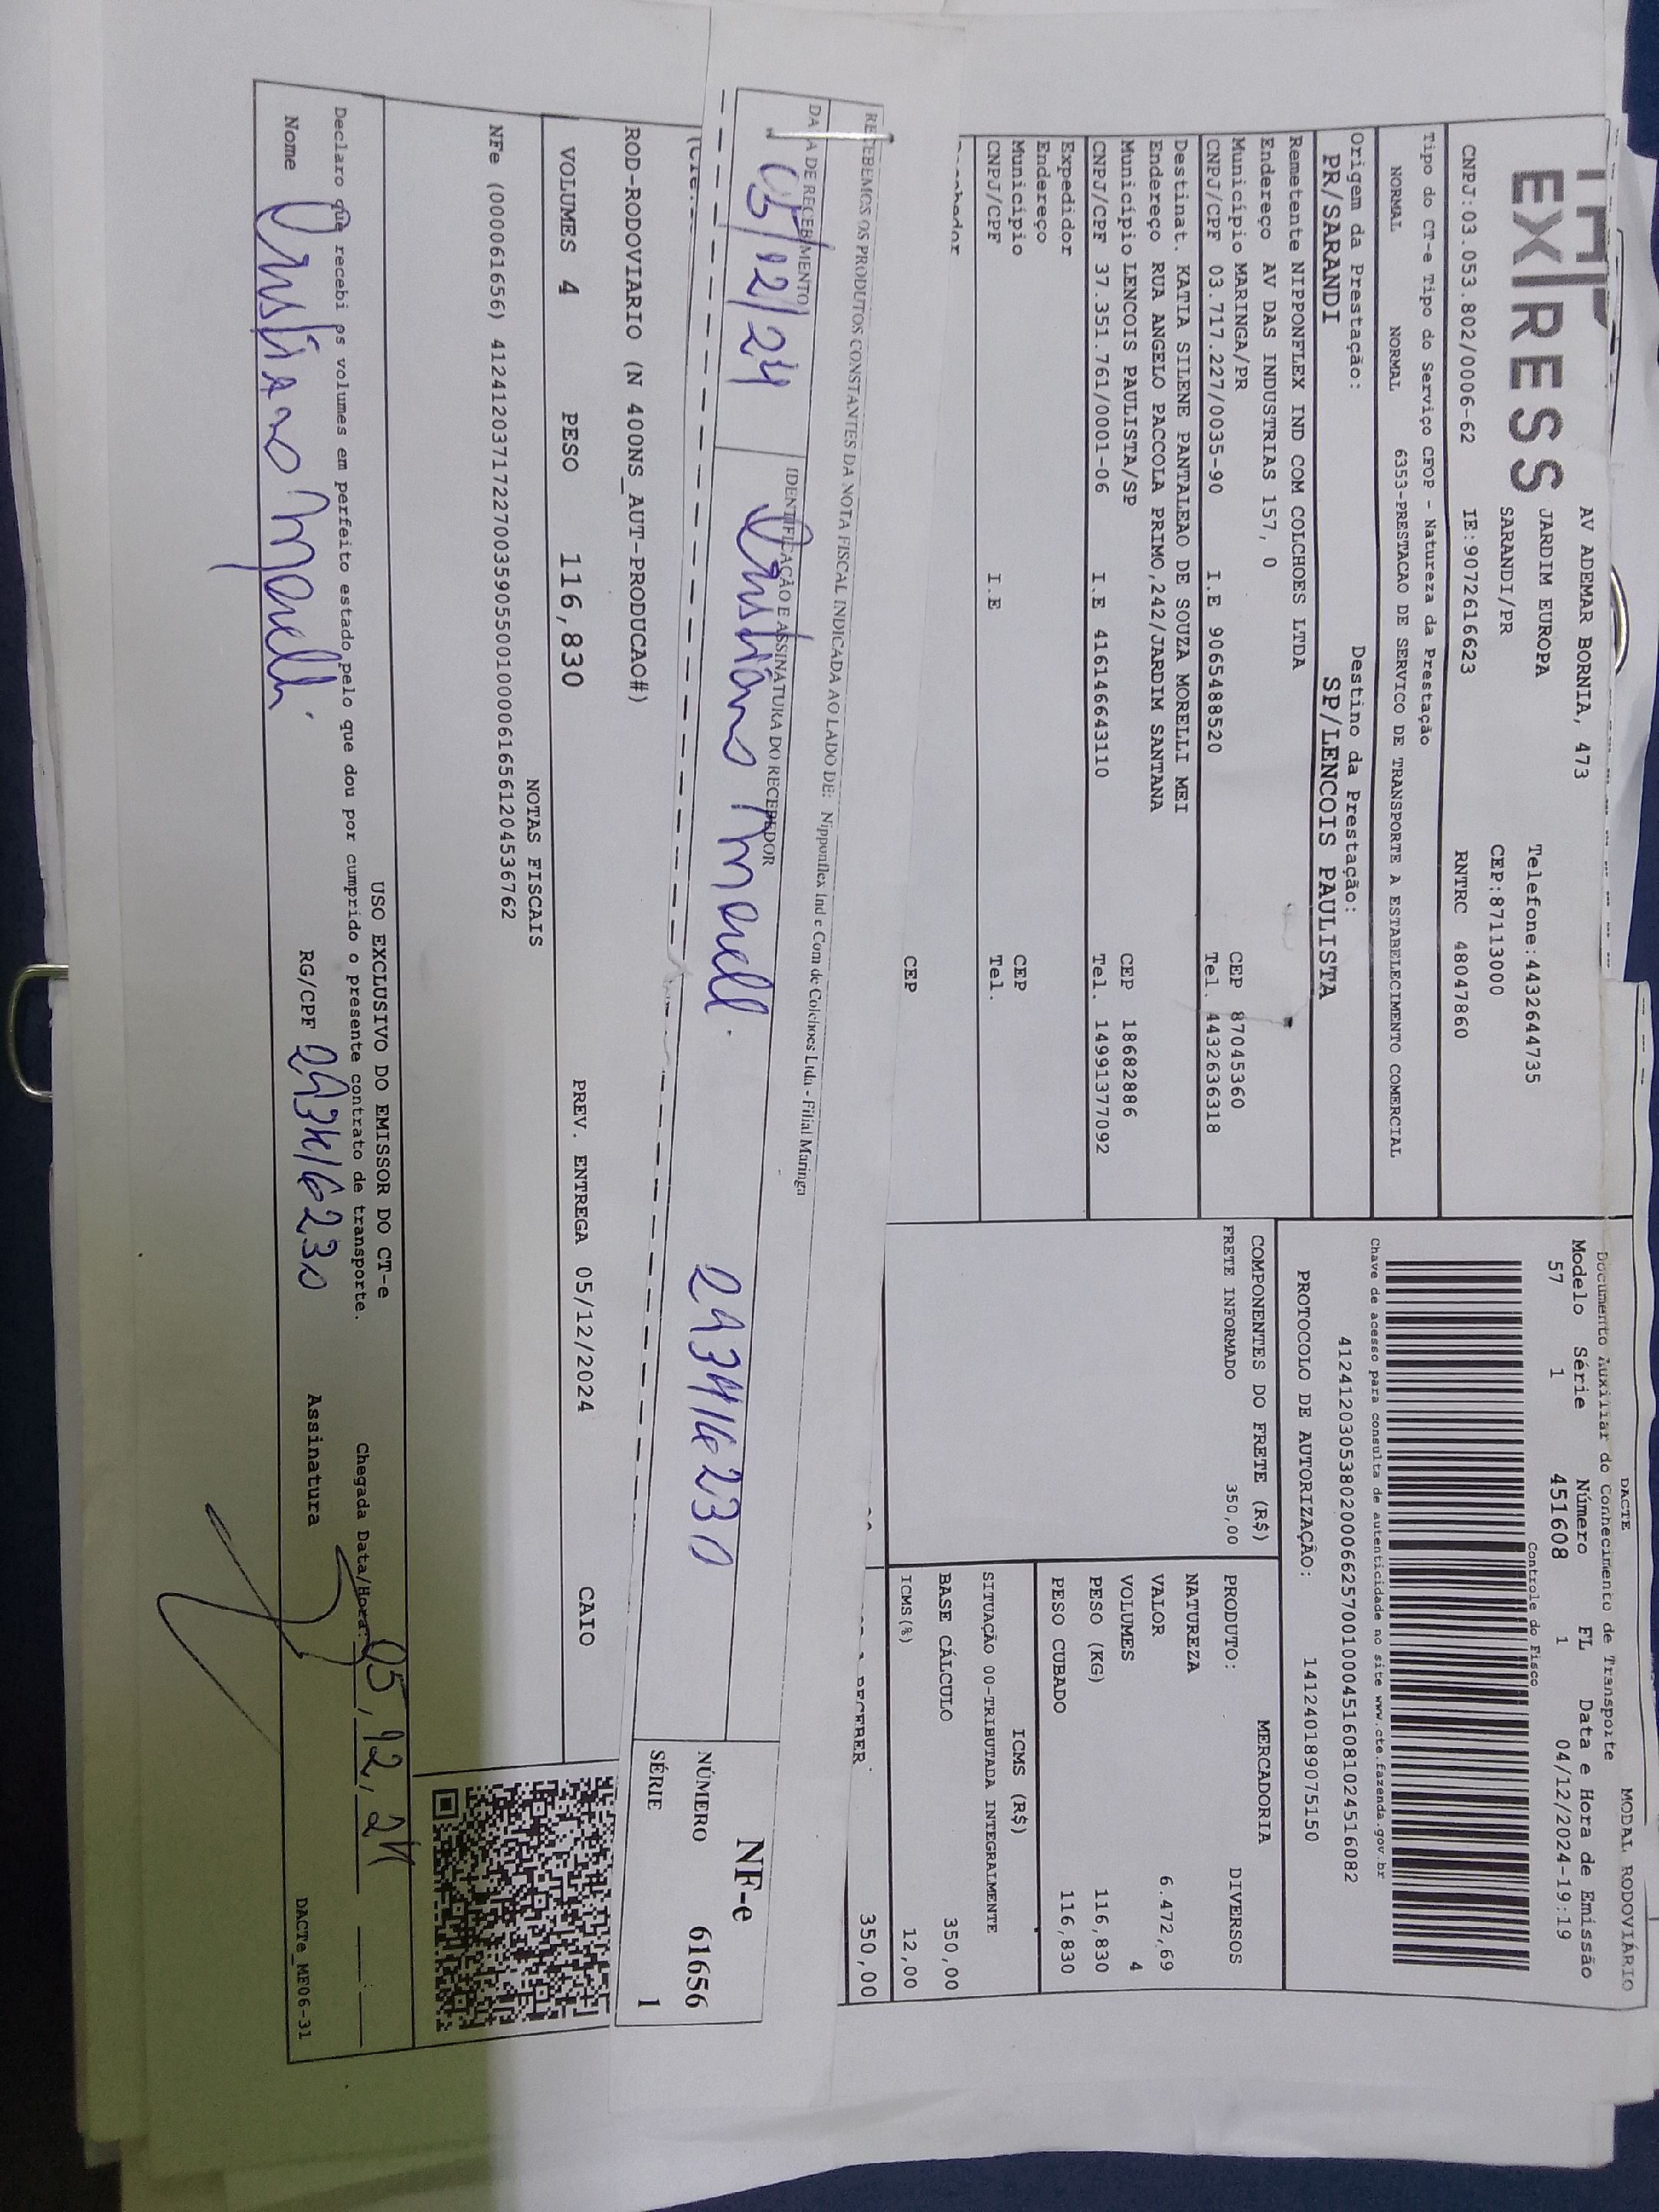 EXPRESS
AV ADEMAR BORNIA, 473
JARDIM EUROPA Telefone:4432644735
SARANDI/PR CEP:87113000
CNPJ:03.053.802/0006-62 IE:9072616623 RNTRC 48047860
Tipo do CT-e Tipo do Serviço CFOP - Natureza da Prestação
NORMAL NORMAL 6353-PRESTACAO DE SERVICO DE TRANSPORTE A ESTABELECIMENTO COMERCIAL
Origem da Prestação: Destino da Prestação:
PR/SARANDI SP/LENCOIS PAULISTA
Remetente NIPPONFLEX IND COM COLCHOES LTDA
Endereço AV DAS INDUSTRIAS 157, 0
Município MARINGA/PR CEP 87045360
CNPJ/CPF 03.717.227/0035-90 I.E 9065488520 Tel. 4432636318
Destinat. KATIA SILENE PANTALEAO DE SOUZA MORELLI MEI
Endereço RUA ANGELO PACCOLA PRIMO,242/JARDIM SANTANA
Município LENCOIS PAULISTA/SP CEP 18682886
CNPJ/CPF 37.351.761/0001-06 I.E 416146643110 Tel. 14991377092
Expedidor
Endereço
Município CEP
CNPJ/CPF I.E Tel.
CEP
DACTE MODAL RODOVIÁRIO
Documento Auxiliar do Conhecimento de Transporte
Modelo Série Número FL Data e Hora de Emissão
57 1 451608 1 04/12/2024-19:19
Controle do Fisco
Chave de acesso para consulta de autenticidade no site www.cte.fazenda.gov.br
41241203053802000662570010004516081024516082
PROTOCOLO DE AUTORIZAÇÃO: 141240189075150
COMPONENTES DO FRETE (R$)
FRETE INFORMADO 350,00
MERCADORIA
PRODUTO: DIVERSOS
NATUREZA
VALOR 6.472,69
VOLUMES 4
PESO (KG) 116,830
PESO CUBADO 116,830
ICMS (R$)
SITUAÇÃO 00-TRIBUTADA INTEGRALMENTE
BASE CÁLCULO 350,00
ICMS(%) 12,00
RECEBER 350,00
RECEBEMOS OS PRODUTOS CONSTANTES DA NOTA FISCAL INDICADA AO LADO DE: Nipponflex Ind e Com de Colchoes Ltda - Filial Maringa
DATA DE RECEBIMENTO IDENTIFICAÇÃO E ASSINATURA DO RECEBEDOR
05/12/24 Cristiano Morelli 293416230
NF-e
NÚMERO 61656
SÉRIE 1
ROD-RODOVIARIO (N 400NS_AUT-PRODUCAO#)
VOLUMES 4 PESO 116,830 PREV. ENTREGA 05/12/2024 CAIO
NOTAS FISCAIS
NFe (000061656) 41241203717227003590550010000616561204536762
USO EXCLUSIVO DO EMISSOR DO CT-e
Declaro que recebi os volumes em perfeito estado pelo que dou por cumprido o presente contrato de transporte. Chegada Data/Hora: 05/12/24
Nome Cristiano Morelli RG/CPF 293416230 Assinatura
DACTe_ME06-31